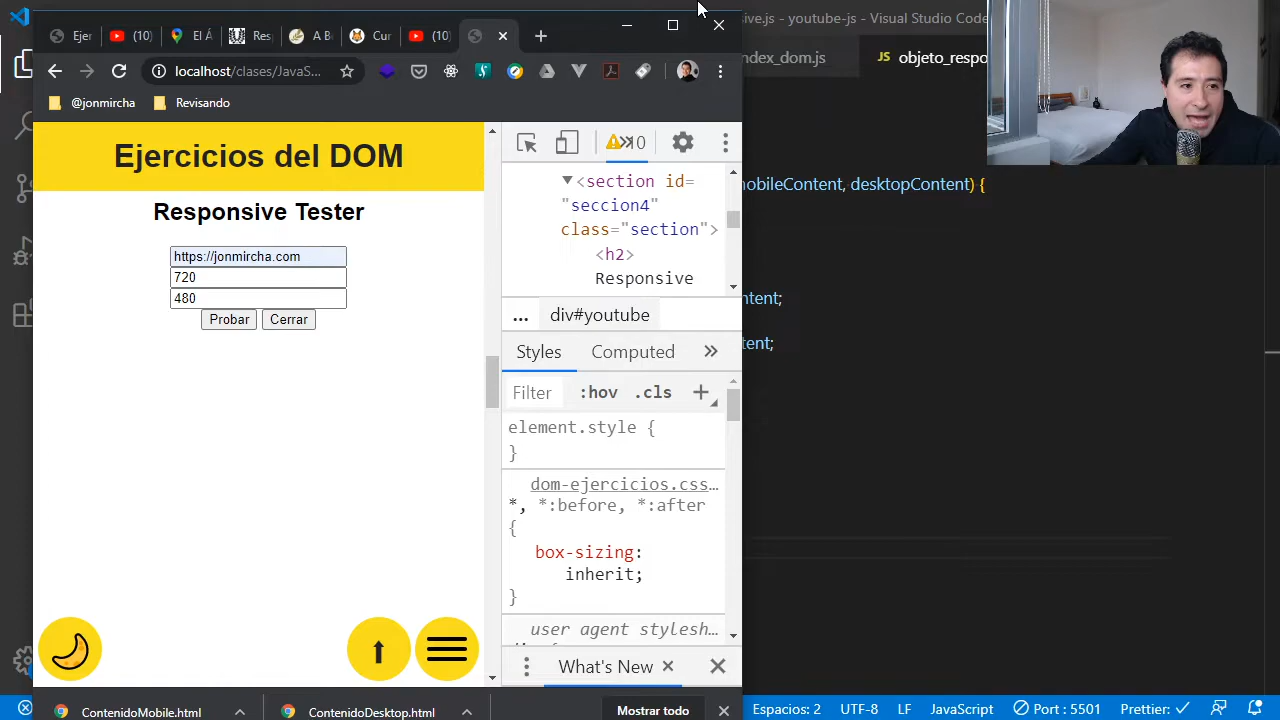 ive.js - youtube-js - Visual Studio Code
Ejer
(10)
El Á
Res
A B
Cur
(10)
ndex_dom.js
JS objeto_respo
localhost/clases/JavaS...
@jonmircha
Revisando
Ejercicios del DOM
Responsive Tester
https://jonmircha.com
720
480
Probar
Cerrar
<section id=
"seccion4"
class="section">
<h2>
Responsive
... div#youtube
Styles
Computed
Filter
:hov .cls
element.style {
}
dom-ejercicios.css...
*, *:before, *:after
{
box-sizing:
inherit;
}
user agent stylesh...
What's New
obileContent, desktopContent) {
tent;
tent;
ContenidoMobile.html
ContenidoDesktop.html
Mostrar todo
Espacios: 2
UTF-8
LF
JavaScript
Port : 5501
Prettier: